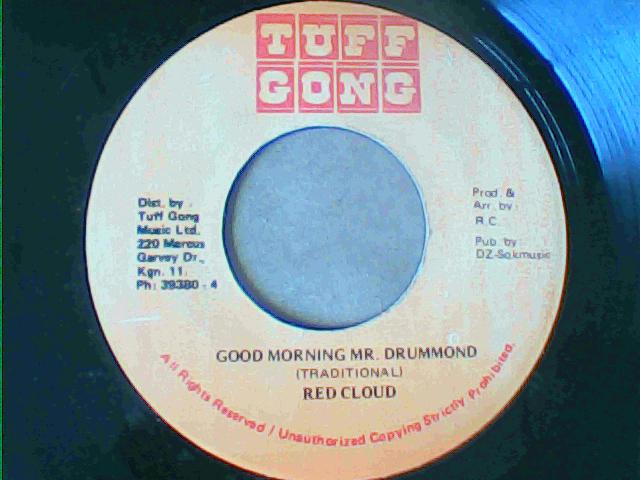 TUFF
GONG
Dist. by
Tuff Gong
Music Ltd.
220 Marcus
Garvey Dr.,
Kgn. 11.
Ph: 39380 - 4
Prod. &
Arr. by
R.C.
Pub. by
DZ-Sokmusic
GOOD MORNING MR. DRUMMOND
(TRADITIONAL)
RED CLOUD
All Rights Reserved / Unauthorized Copying Strictly Prohibited.